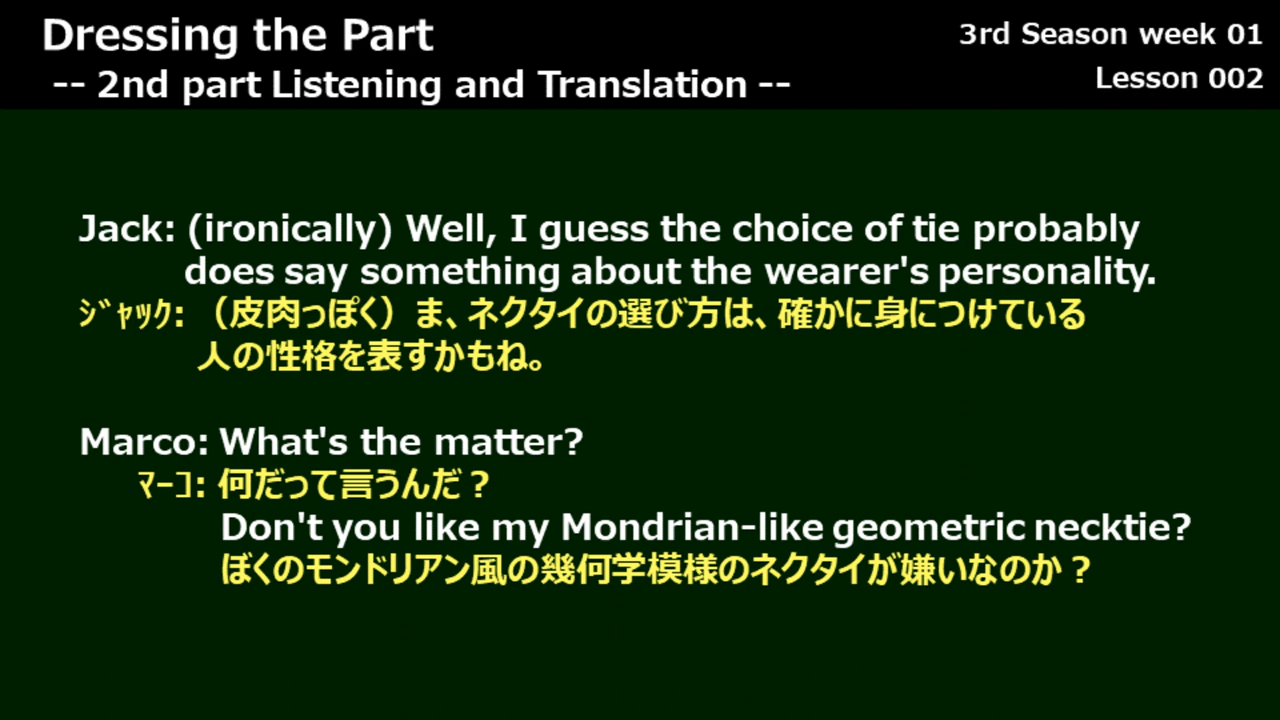 Dressing the Part
-- 2nd part Listening and Translation --
3rd Season week 01
Lesson 002
Jack: (ironically) Well, I guess the choice of tie probably
does say something about the wearer's personality.
ｼﾞｬｯｸ: （皮肉っぽく）ま、ネクタイの選び方は、確かに身につけている
人の性格を表すかもね。
Marco: What's the matter?
ﾏｰｺ: 何だって言うんだ？
Don't you like my Mondrian-like geometric necktie?
ぼくのモンドリアン風の幾何学模様のネクタイが嫌いなのか？